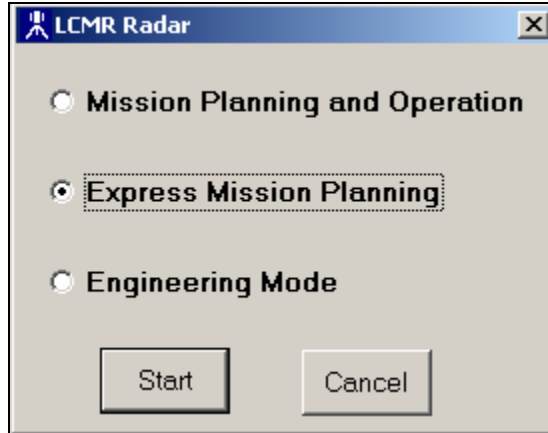 LCMR Radar
Mission Planning and Operation
Express Mission Planning
Engineering Mode
Start
Cancel